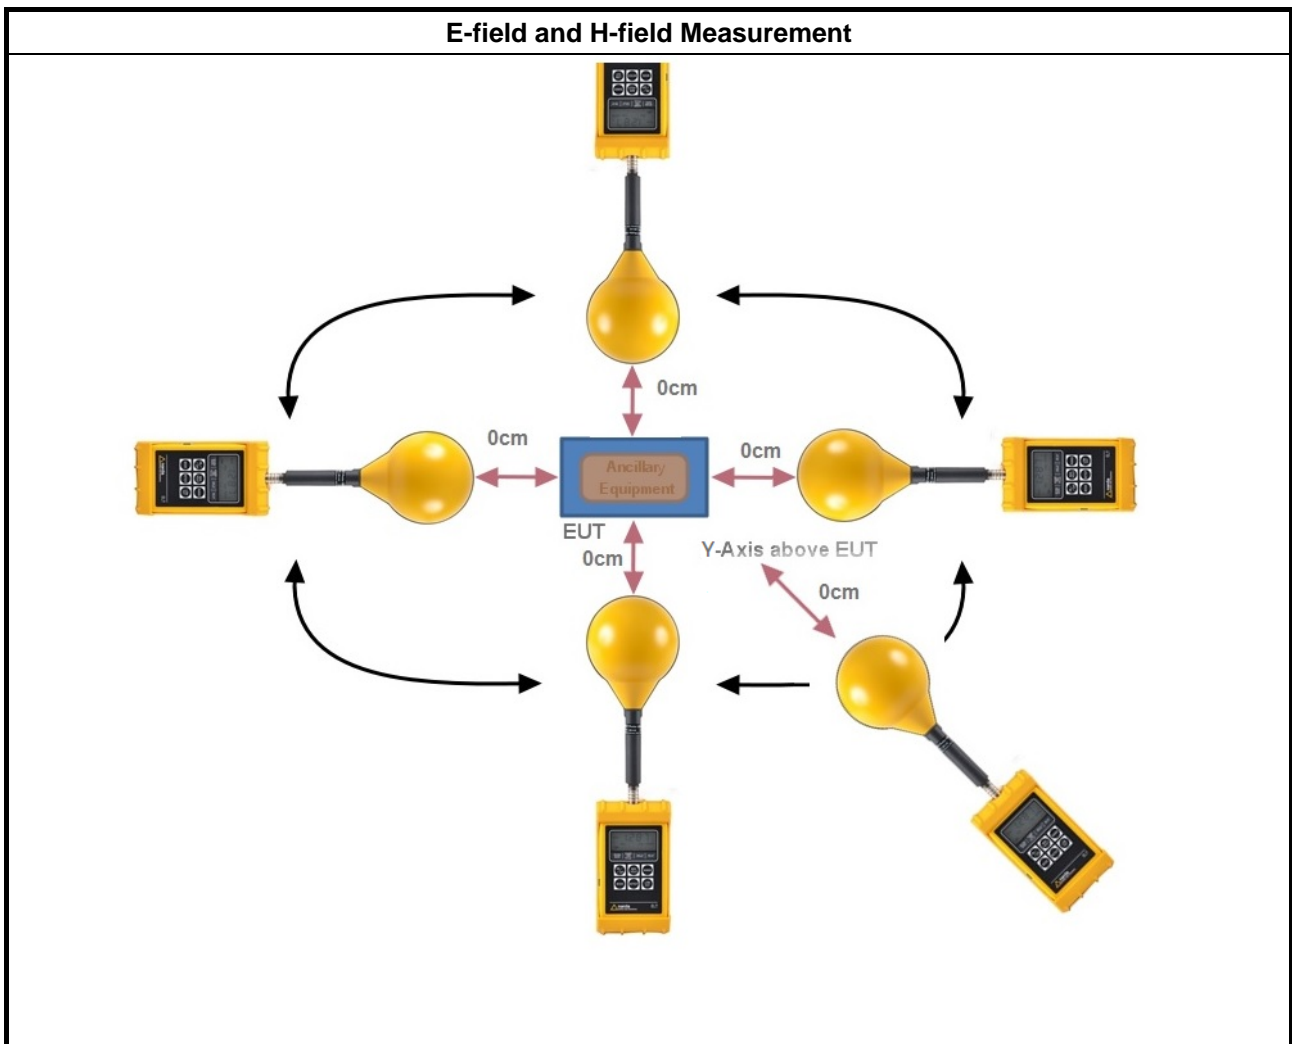 E-field and H-field Measurement
0cm
0cm
0cm
Ancillary
Equipment
EUT
0cm
Y-Axis above EUT
0cm